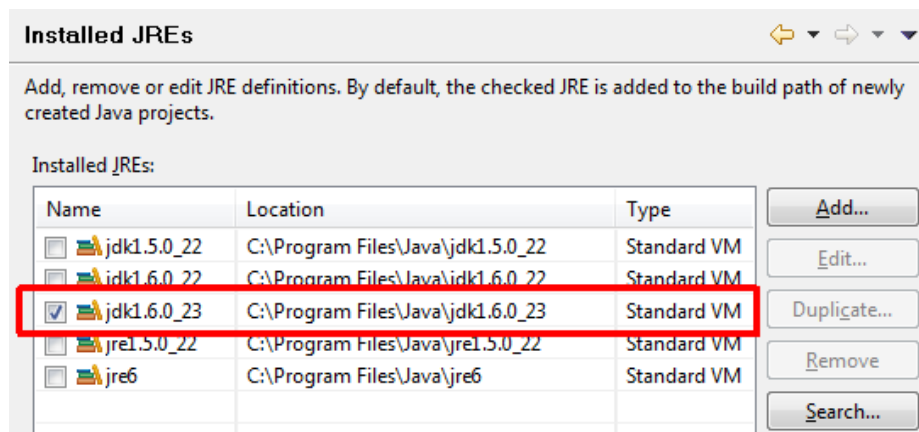 Installed JREs
Add, remove or edit JRE definitions. By default, the checked JRE is added to the build path of newly
created Java projects.
Installed JREs:
Name Location Type Add...
jdk1.5.0_22 C:\Program Files\Java\jdk1.5.0_22 Standard VM
Edit...
jdk1.6.0_22 C:\Program Files\Java\jdk1.6.0_22 Standard VM
jdk1.6.0_23 C:\Program Files\Java\jdk1.6.0_23 Standard VM Duplicate...
jre1.5.0_22 C:\Program Files\Java\jre1.5.0_22 Standard VM
Remove
jre6 C:\Program Files\Java\jre6 Standard VM
Search...